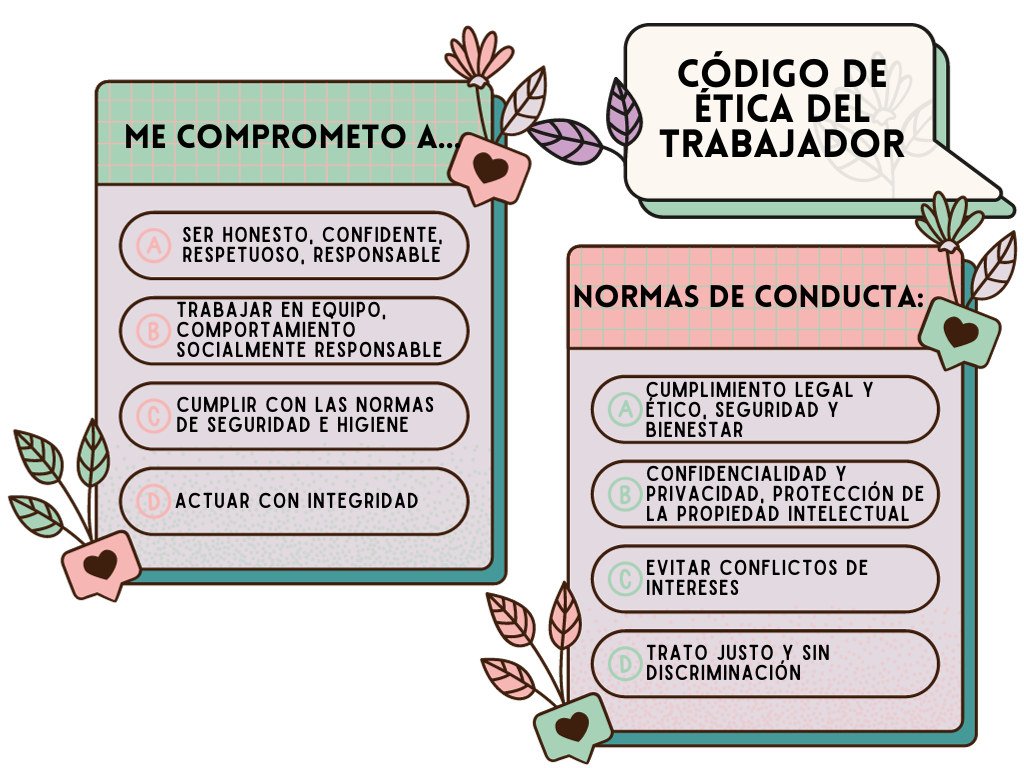 CÓDIGO DE
ÉTICA DEL
TRABAJADOR
ME COMPROMETO A...
A
SER HONESTO, CONFIDENTE,
RESPETUOSO, RESPONSABLE
B
TRABAJAR EN EQUIPO,
COMPORTAMIENTO
SOCIALMENTE RESPONSABLE
C
CUMPLIR CON LAS NORMAS
DE SEGURIDAD E HIGIENE
D
ACTUAR CON INTEGRIDAD
NORMAS DE CONDUCTA:
A
CUMPLIMIENTO LEGAL Y
ÉTICO, SEGURIDAD Y
BIENESTAR
B
CONFIDENCIALIDAD Y
PRIVACIDAD, PROTECCIÓN DE
LA PROPIEDAD INTELECTUAL
C
EVITAR CONFLICTOS DE
INTERESES
D
TRATO JUSTO Y SIN
DISCRIMINACIÓN